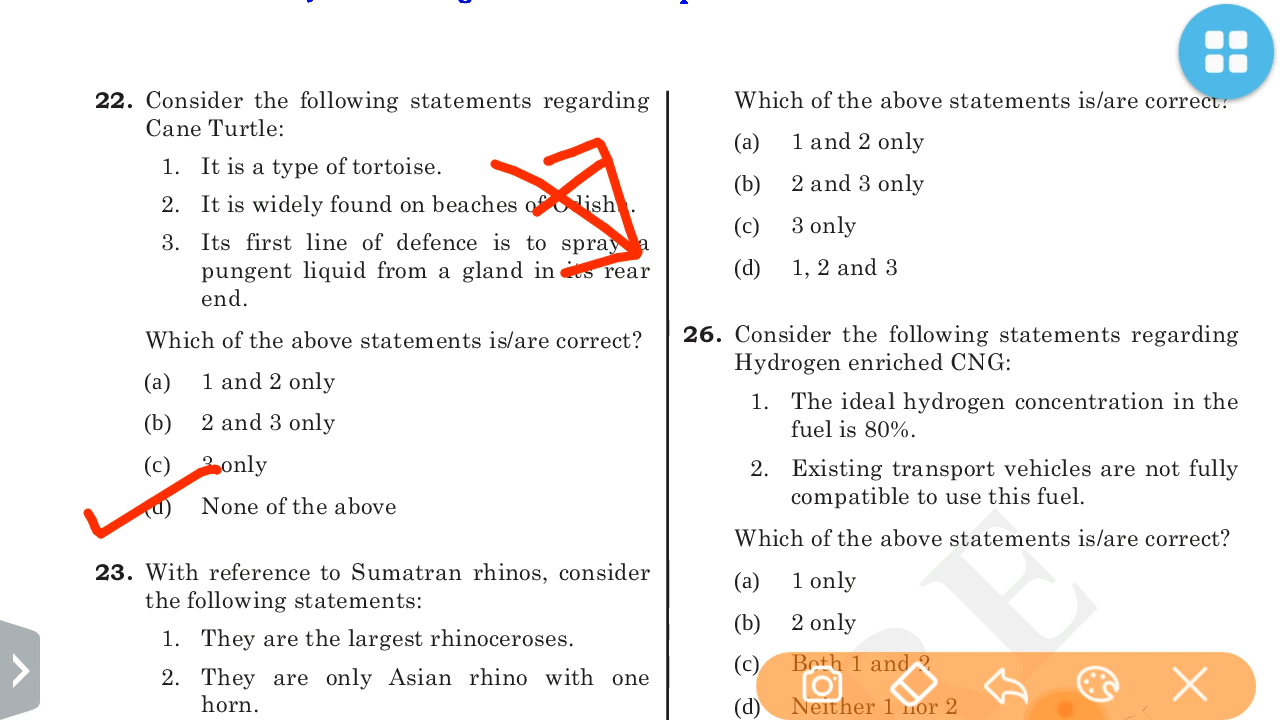 22. Consider the following statements regarding
Cane Turtle:
1. It is a type of tortoise.
2. It is widely found on beaches of Odisha.
3. Its first line of defence is to spray a
pungent liquid from a gland in its rear
end.
Which of the above statements is/are correct?
(a) 1 and 2 only
(b) 2 and 3 only
(c) 3 only
(d) None of the above
23. With reference to Sumatran rhinos, consider
the following statements:
1. They are the largest rhinoceroses.
2. They are only Asian rhino with one
horn.
Which of the above statements is/are correct?
(a) 1 and 2 only
(b) 2 and 3 only
(c) 3 only
(d) 1, 2 and 3
26. Consider the following statements regarding
Hydrogen enriched CNG:
1. The ideal hydrogen concentration in the
fuel is 80%.
2. Existing transport vehicles are not fully
compatible to use this fuel.
Which of the above statements is/are correct?
(a) 1 only
(b) 2 only
(c) Both 1 and 2
(d) Neither 1 nor 2